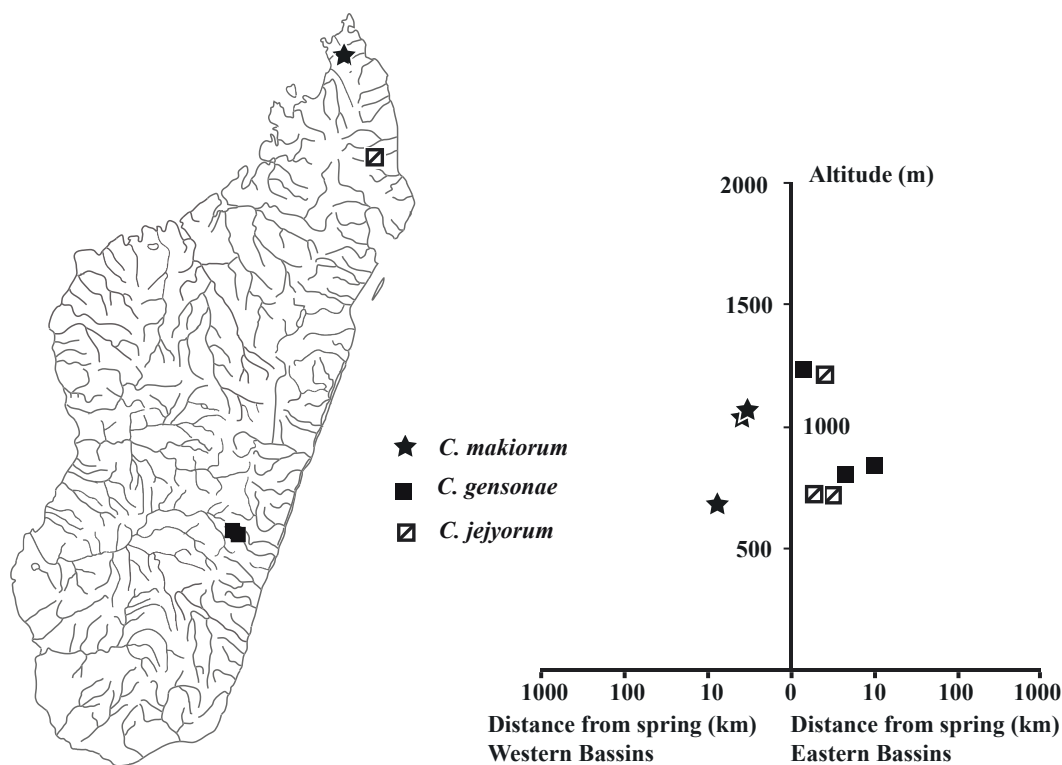 C. makiorum
C. gensonae
C. jejyorum
Altitude (m)
2000
1500
1000
500
1000 100 10 0 10 100 1000
Distance from spring (km)
Western Bassins
Distance from spring (km)
Eastern Bassins